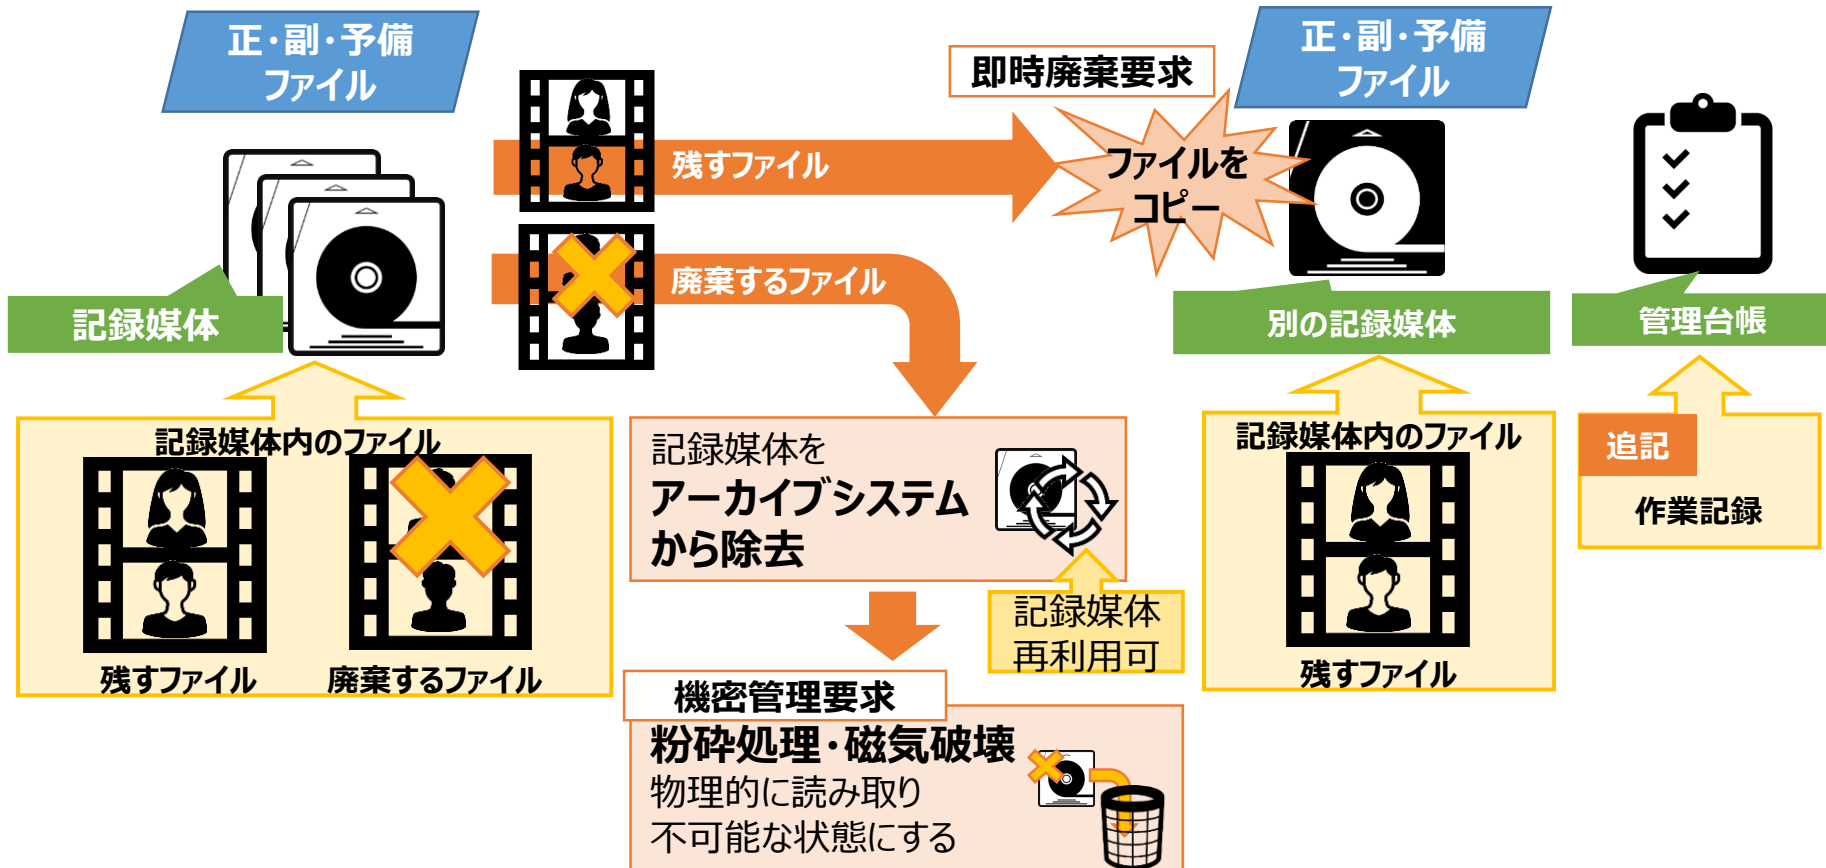 正・副・予備
ファイル
残すファイル
廃棄するファイル
記録媒体
記録媒体内のファイル
残すファイル
廃棄するファイル
記録媒体を
アーカイブシステム
から除去
記録媒体
再利用可
機密管理要求
粉砕処理・磁気破壊
物理的に読み取り
不可能な状態にする
即時廃棄要求
ファイルを
コピー
正・副・予備
ファイル
別の記録媒体
記録媒体内のファイル
残すファイル
管理台帳
追記
作業記録